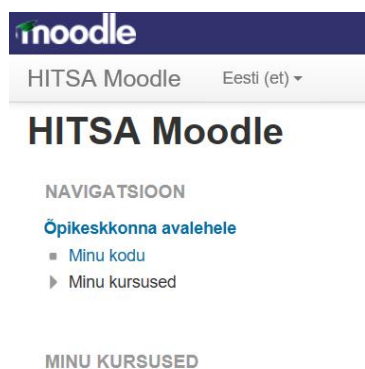 moodle
HITSA Moodle Eesti (et)
HITSA Moodle
NAVIGATSIOON
Õpikeskkonna avalehele
Minu kodu
Minu kursused
MINU KURSUSED